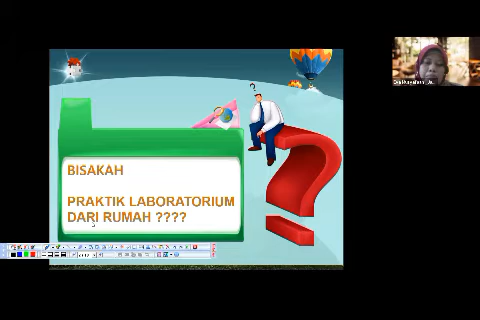 BISAKAH
PRAKTIK LABORATORIUM
DARI RUMAH ????
?